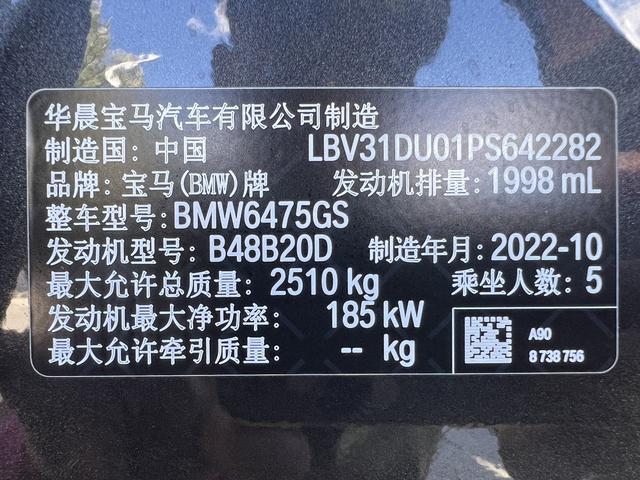 华晨宝马汽车有限公司制造
制造国: 中国 LBV31DU01PS642282
品牌: 宝马(BMW)牌 发动机排量: 1998 mL
整车型号: BMW6475GS
发动机型号: B48B20D 制造年月: 2022-10
最大允许总质量: 2510 kg 乘坐人数: 5
发动机最大净功率: 185 kW
最大允许牵引质量: -- kg
A90
8 738 756